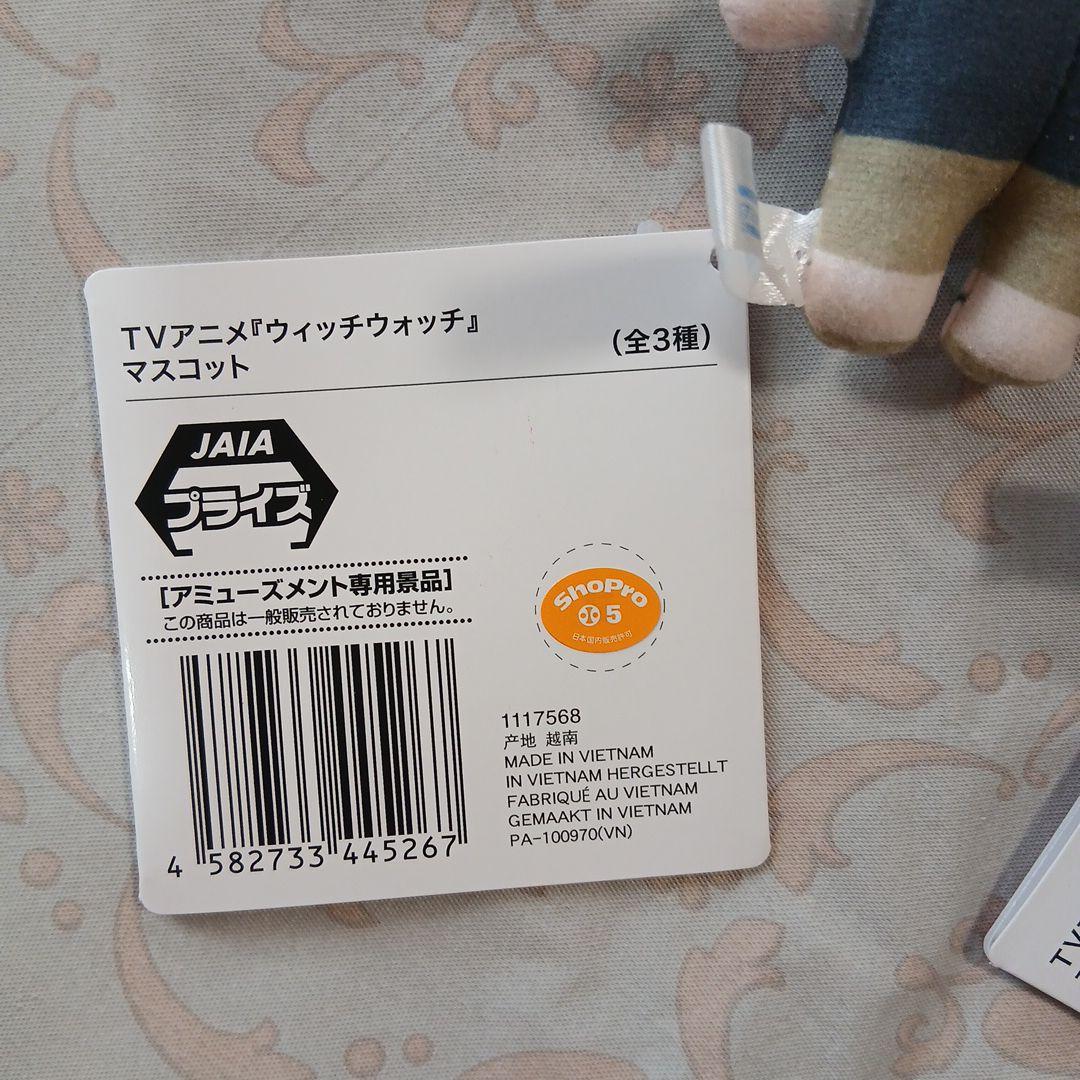 TVアニメ『ウィッチウォッチ』
マスコット
(全3種)
JAIA
プライズ
[アミューズメント専用景品]
この商品は一般販売されておりません。
ShoPro
5
日本国内販売許可
1117568
产地 越南
MADE IN VIETNAM
IN VIETNAM HERGESTELLT
FABRIQUÉ AU VIETNAM
GEMAAKT IN VIETNAM
PA-100970(VN)
4 582733 445267
TV